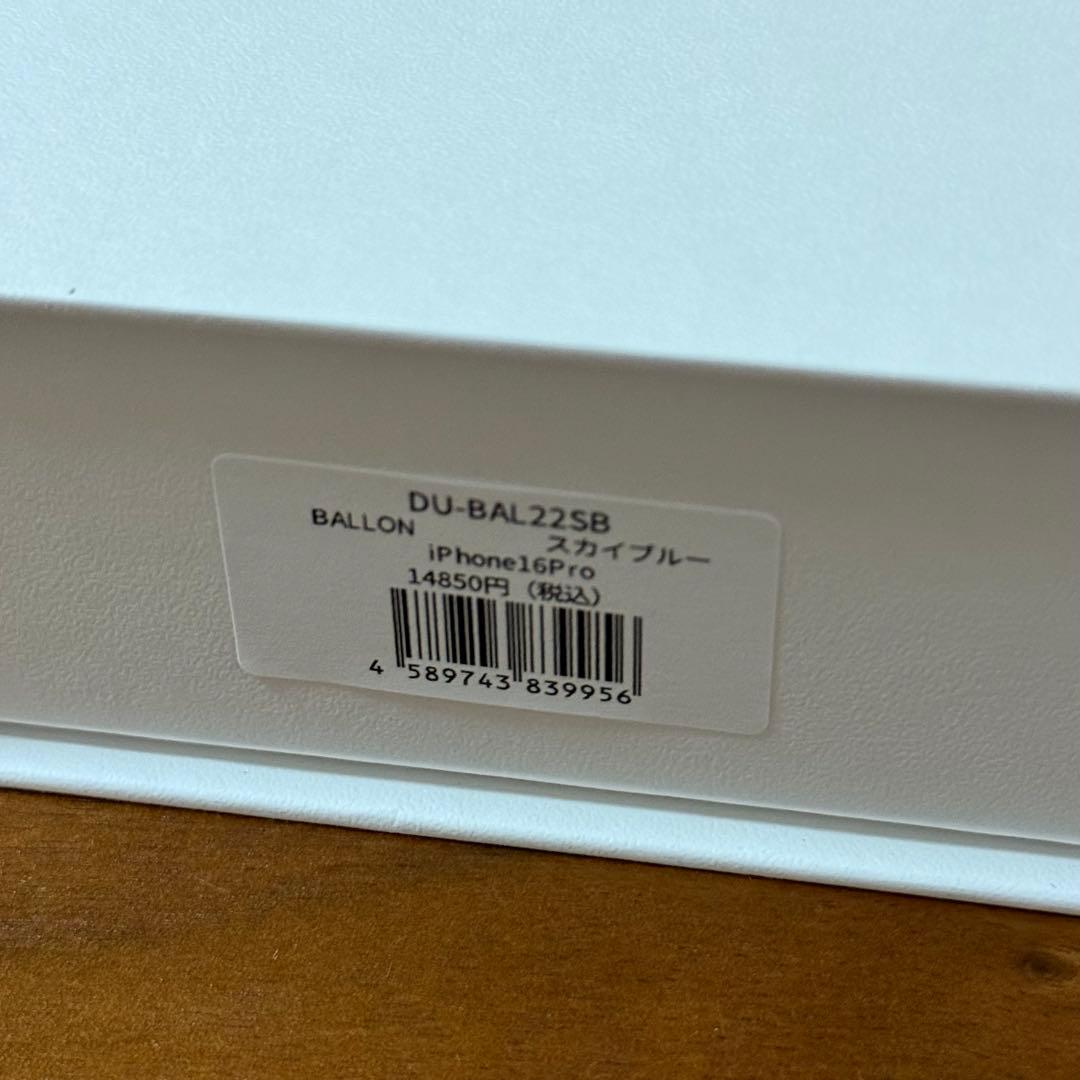 DU-BAL22SB
BALLON スカイブルー
iPhone16Pro
14850円（税込）
4 589743 839956